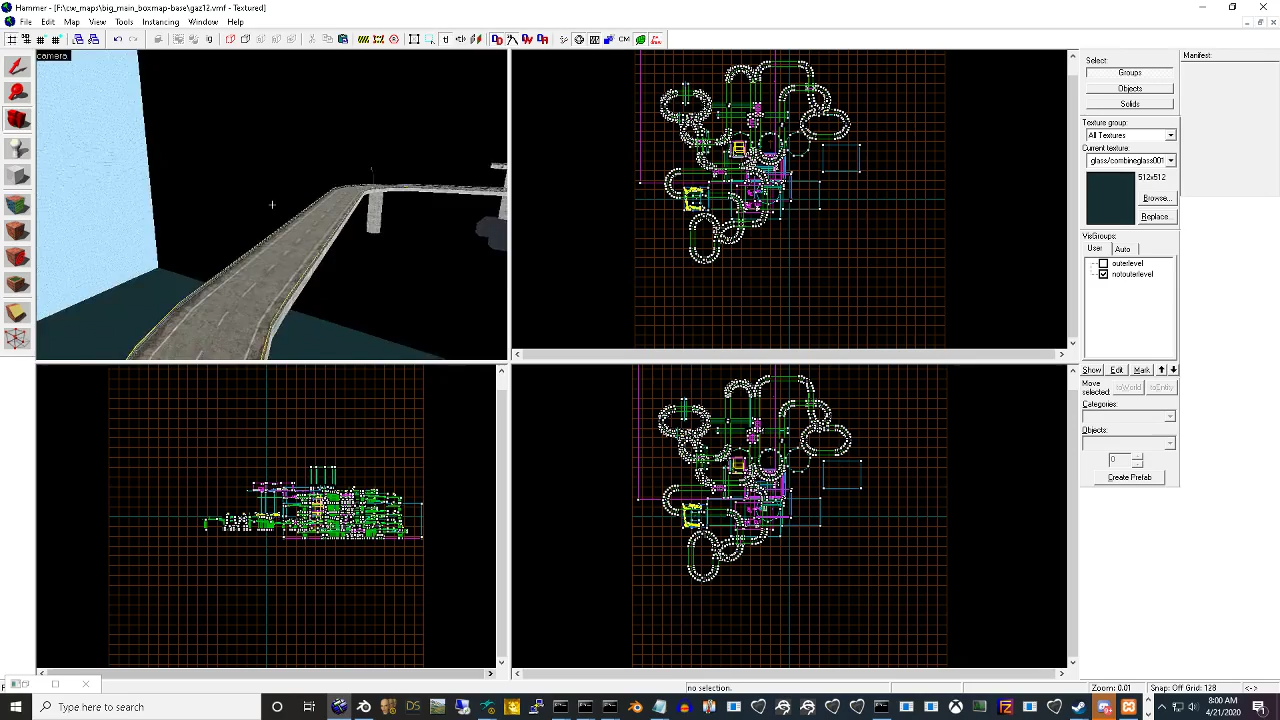 Hammer - [F:\cw_maps\big_main_boxmap-base\gaz12.vmf - Textured]
File Edit Map View Tools Instancing Window Help
camera
Select:
Groups
Objects
Solids
Texture group:
All Textures
Current texture:
glass/combineglass001
512x512
Browse...
Replace...
VisGroups:
User Auto
outerlevel
notouterlevel
Show Edit Mark
Move selected:
toWorld toEntity
Categories:
Objects:
0
Create Prefab
Manifest:
no selection.
Zoom: 0.01
Snap: Off Grid: 128
<->
Type here to search
8:00 AM
4/21/2020